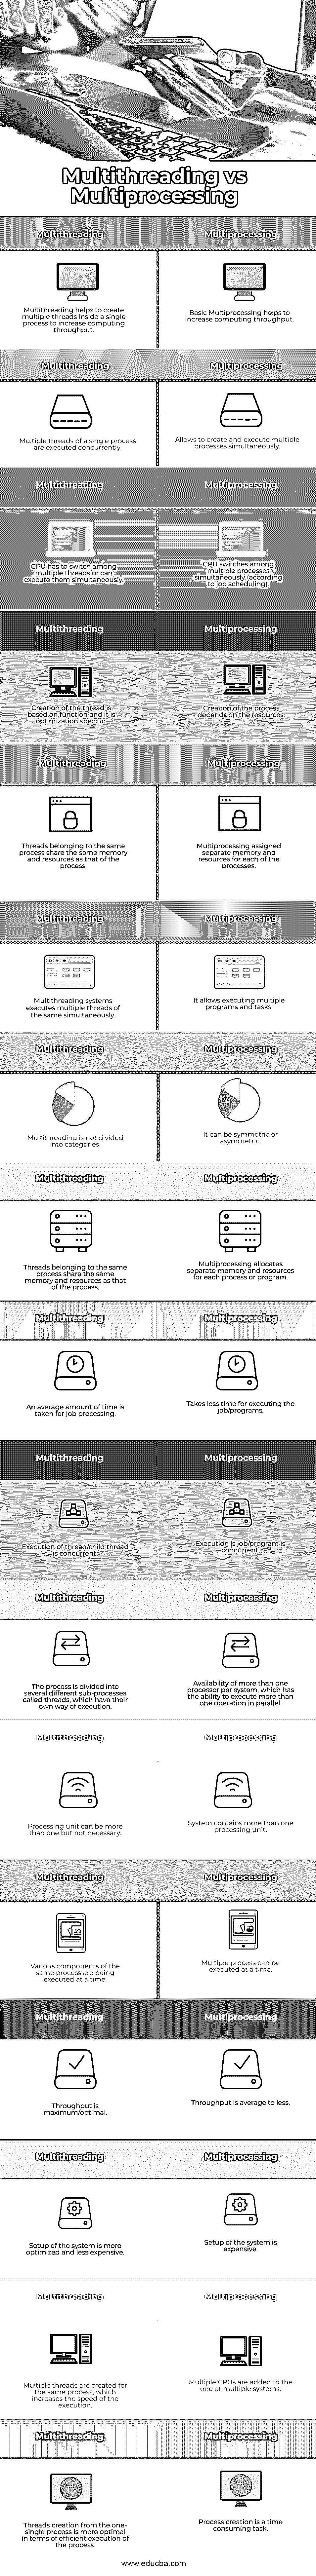 Multithreading vs
Multiprocessing
Multithreading
Multiprocessing
Multithreading helps to create
multiple threads inside a single
process to increase computing
throughput.
Basic Multiprocessing helps to
increase computing throughput.
Multithreading
Multiprocessing
Multiple threads of a single process
are executed concurrently.
Allows to create and execute multiple
processes simultaneously.
Multithreading
Multiprocessing
CPU has to switch among
multiple threads or can
execute them simultaneously.
CPU switches among
multiple processes
simultaneously (according
to job scheduling).
Multithreading
Multiprocessing
Creation of the thread is
based on function and it is
optimization specific.
Creation of the process
depends on the resources.
Multithreading
Multiprocessing
Threads belonging to the same
process share the same memory
and resources as that of the
process.
Multiprocessing assigned
separate memory and
resources for each of the
processes.
Multithreading
Multiprocessing
Multithreading systems
executes multiple threads of
the same simultaneously.
It allows executing multiple
programs and tasks.
Multithreading
Multiprocessing
Multithreading is not divided
into categories.
It can be symmetric or
asymmetric.
Multithreading
Multiprocessing
Threads belonging to the same
process share the same
memory and resources as that
of the process.
Multiprocessing allocates
separate memory and resources
for each process or program.
Multithreading
Multiprocessing
An average amount of time is
taken for job processing.
Takes less time for executing the
job/programs.
Multithreading
Multiprocessing
Execution of thread/child thread
is concurrent.
Execution is job/program is
concurrent.
Multithreading
Multiprocessing
The process is divided into
several different sub-processes
called threads, which have their
own way of execution.
Availability of more than one
processor per system, which has
the ability to execute more than
one operation in parallel.
Multithreading
Multiprocessing
Processing unit can be more
than one but not necessary.
System contains more than one
processing unit.
Multithreading
Multiprocessing
Various components of the
same process are being
executed at a time.
Multiple process can be
executed at a time.
Multithreading
Multiprocessing
Throughput is
maximum/optimal.
Throughput is average to less.
Multithreading
Multiprocessing
Setup of the system is more
optimized and less expensive.
Setup of the system is
expensive.
Multithreading
Multiprocessing
Multiple threads are created for
the same process, which
increases the speed of the
execution.
Multiple CPUs are added to the
one or multiple systems.
Multithreading
Multiprocessing
Threads creation from the one-
single process is more optimal
in terms of efficient execution of
the process.
Process creation is a time
consuming task.
www.educba.com